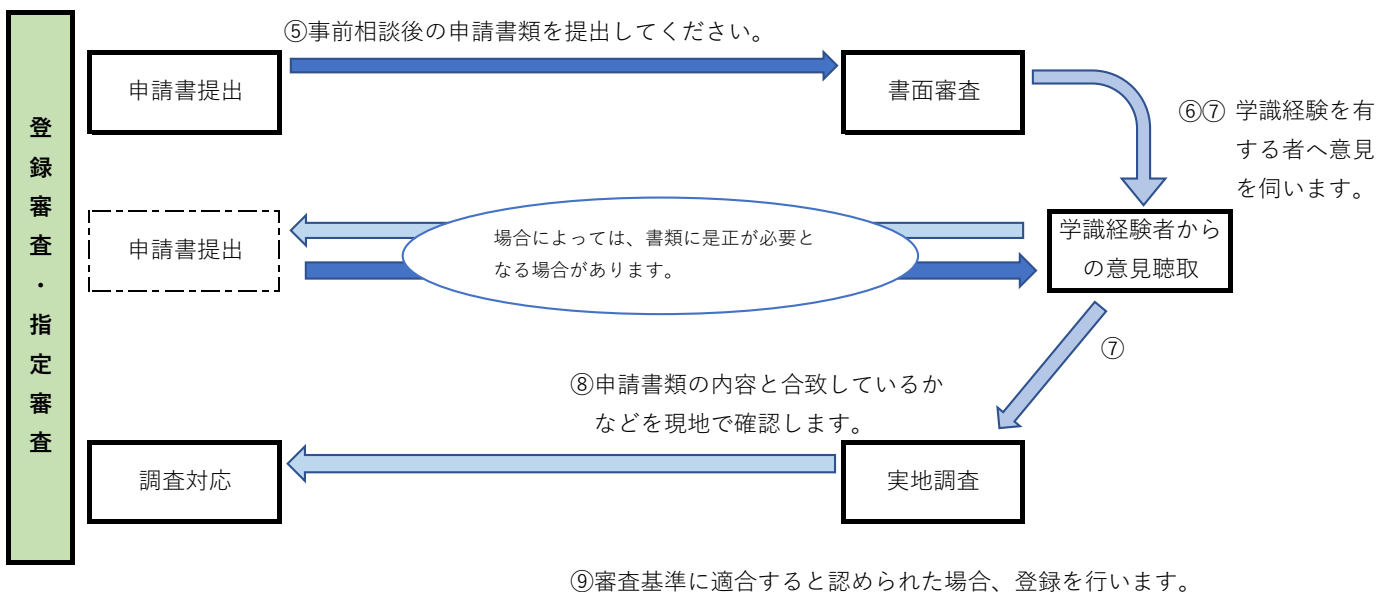 登録審査・指定審査
⑤事前相談後の申請書類を提出してください。
申請書提出
書面審査
⑥⑦ 学識経験を有
する者へ意見
を伺います。
申請書提出
場合によっては、書類に是正が必要と
なる場合があります。
学識経験者から
の意見聴取
⑦
⑧申請書類の内容と合致しているか
などを現地で確認します。
調査対応
実地調査
⑨審査基準に適合すると認められた場合、登録を行います。